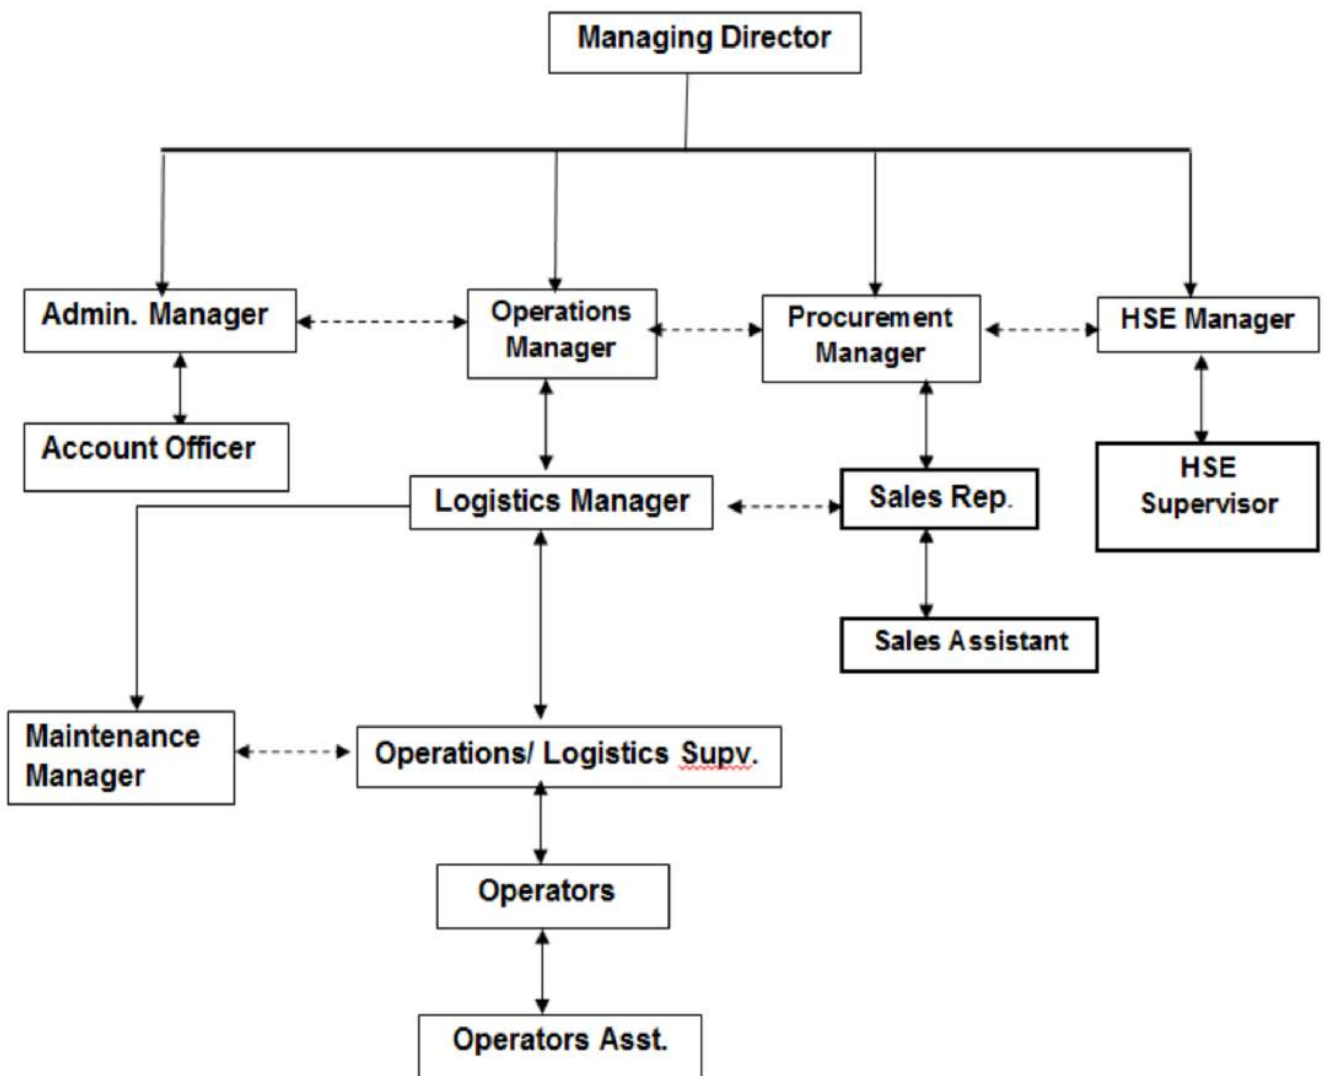 Managing Director
Admin. Manager
Operations
Manager
Procurement
Manager
HSE Manager
Account Officer
Logistics Manager
Sales Rep.
HSE
Supervisor
Sales Assistant
Maintenance
Manager
Operations/ Logistics Supv.
Operators
Operators Asst.